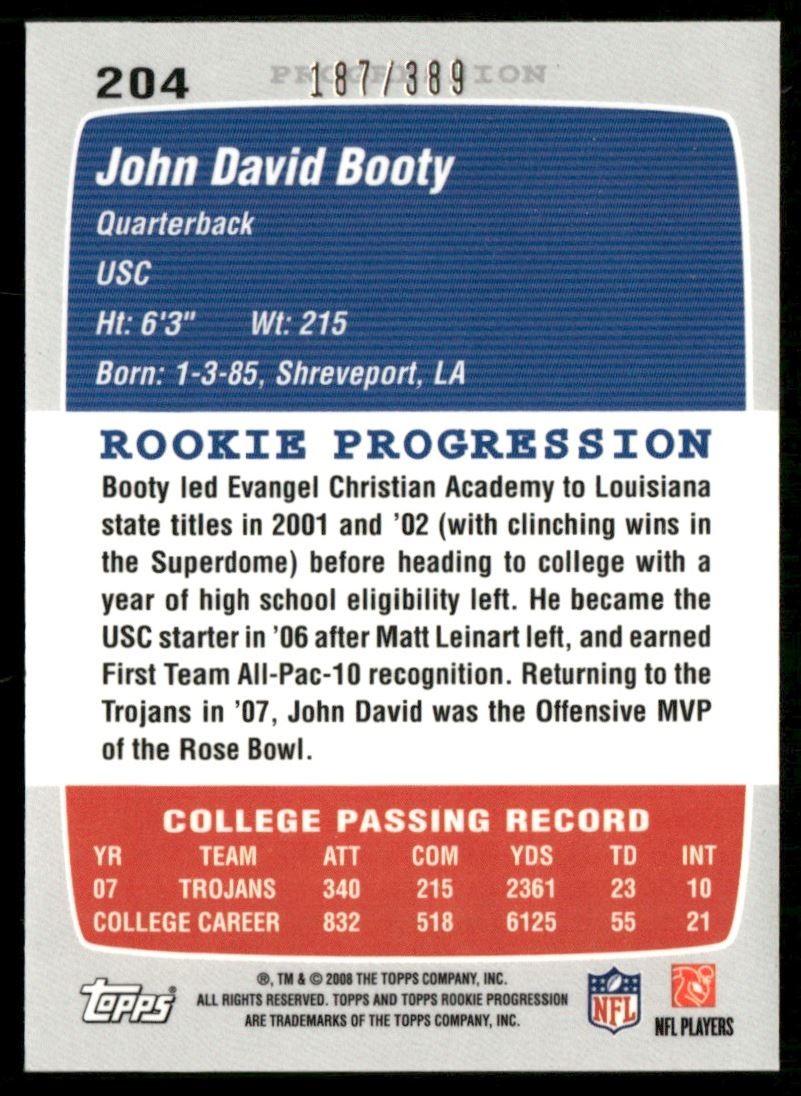 204 PROGRESSION 187/389
John David Booty
Quarterback
USC
Ht: 6'3" Wt: 215
Born: 1-3-85, Shreveport, LA
ROOKIE PROGRESSION
Booty led Evangel Christian Academy to Louisiana
state titles in 2001 and '02 (with clinching wins in
the Superdome) before heading to college with a
year of high school eligibility left. He became the
USC starter in '06 after Matt Leinart left, and earned
First Team All-Pac-10 recognition. Returning to the
Trojans in '07, John David was the Offensive MVP
of the Rose Bowl.
COLLEGE PASSING RECORD
YR TEAM ATT COM YDS TD INT
07 TROJANS 340 215 2361 23 10
COLLEGE CAREER 832 518 6125 55 21
®, TM & © 2008 THE TOPPS COMPANY, INC.
ALL RIGHTS RESERVED. TOPPS AND TOPPS ROOKIE PROGRESSION
ARE TRADEMARKS OF THE TOPPS COMPANY, INC.
Topps®
NFL
NFL PLAYERS